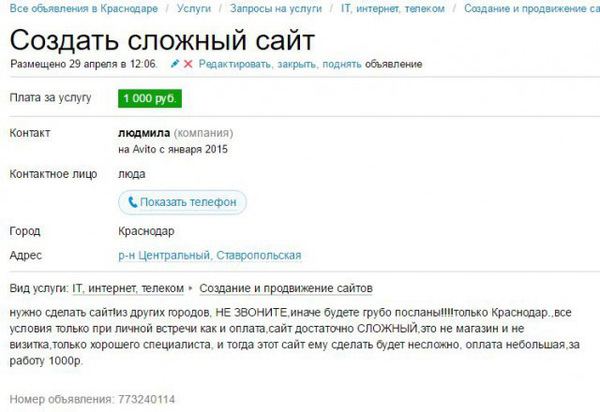 Все объявления в Краснодаре / Услуги / Запросы на услуги / IT, интернет, телеком / Создание и продвижение са
Создать сложный сайт
Размещено 29 апреля в 12:06. Редактировать, закрыть, поднять объявление
Плата за услугу 1 000 руб.
Контакт людмила (компания)
на Avito с января 2015
Контактное лицо люда
Показать телефон
Город Краснодар
Адрес р-н Центральный, Ставропольская
Вид услуги: IT, интернет, телеком ▸ Создание и продвижение сайтов
нужно сделать сайт!из других городов, НЕ ЗВОНИТЕ,иначе будете грубо посланы!!!!только Краснодар.,все
условия только при личной встречи как и оплата,сайт достаточно СЛОЖНЫЙ,это не магазин и не
визитка,только хорошего специалиста, и тогда этот сайт ему сделать будет несложно, оплата небольшая,за
работу 1000р.
Номер объявления: 773240114